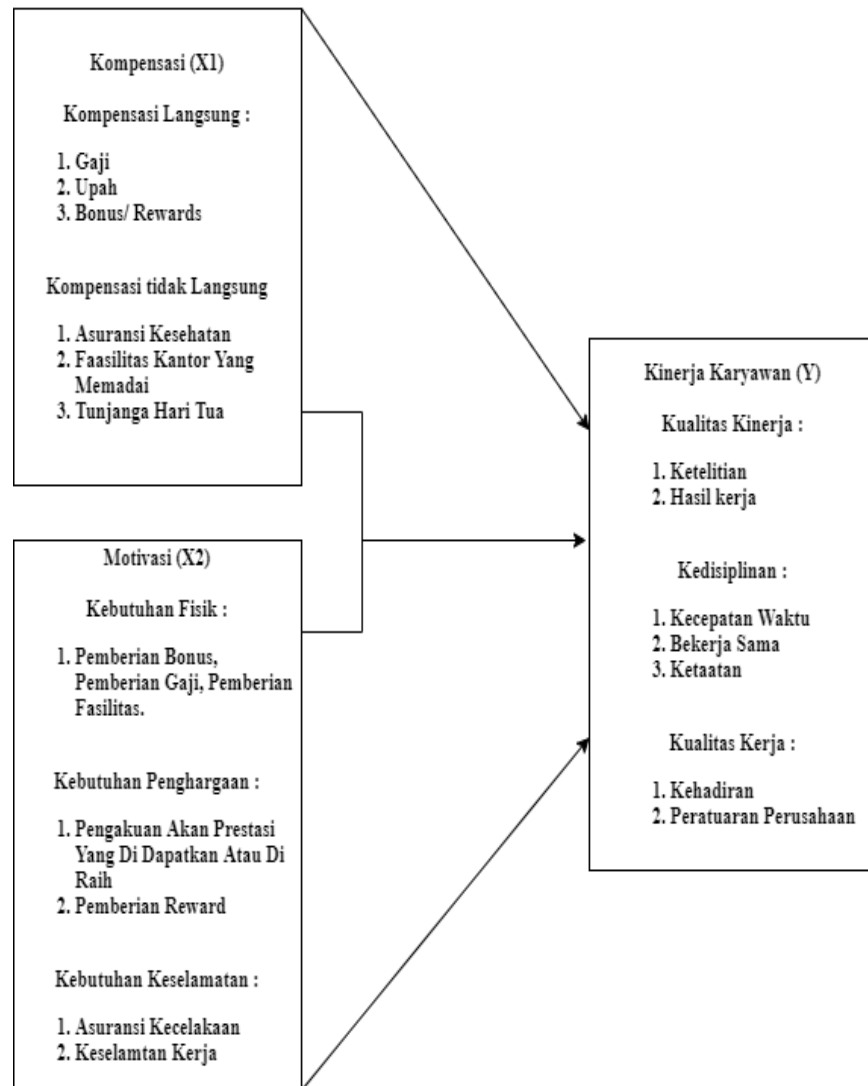 Kompensasi (X1)
Kompensasi Langsung :
1. Gaji
2. Upah
3. Bonus/ Rewards
Kompensasi tidak Langsung
1. Asuransi Kesehatan
2. Faasilitas Kantor Yang
Memadai
3. Tunjanga Hari Tua
Motivasi (X2)
Kebutuhan Fisik :
1. Pemberian Bonus,
Pemberian Gaji, Pemberian
Fasilitas.
Kebutuhan Penghargaan :
1. Pengakuan Akan Prestasi
Yang Di Dapatkan Atau Di
Raih
2. Pemberian Reward
Kebutuhan Keselamatan :
1. Asuransi Kecelakaan
2. Keselamtan Kerja
Kinerja Karyawan (Y)
Kualitas Kinerja :
1. Ketelitian
2. Hasil kerja
Kedisiplinan :
1. Kecepatan Waktu
2. Bekerja Sama
3. Ketaatan
Kualitas Kerja :
1. Kehadiran
2. Peratuaran Perusahaan